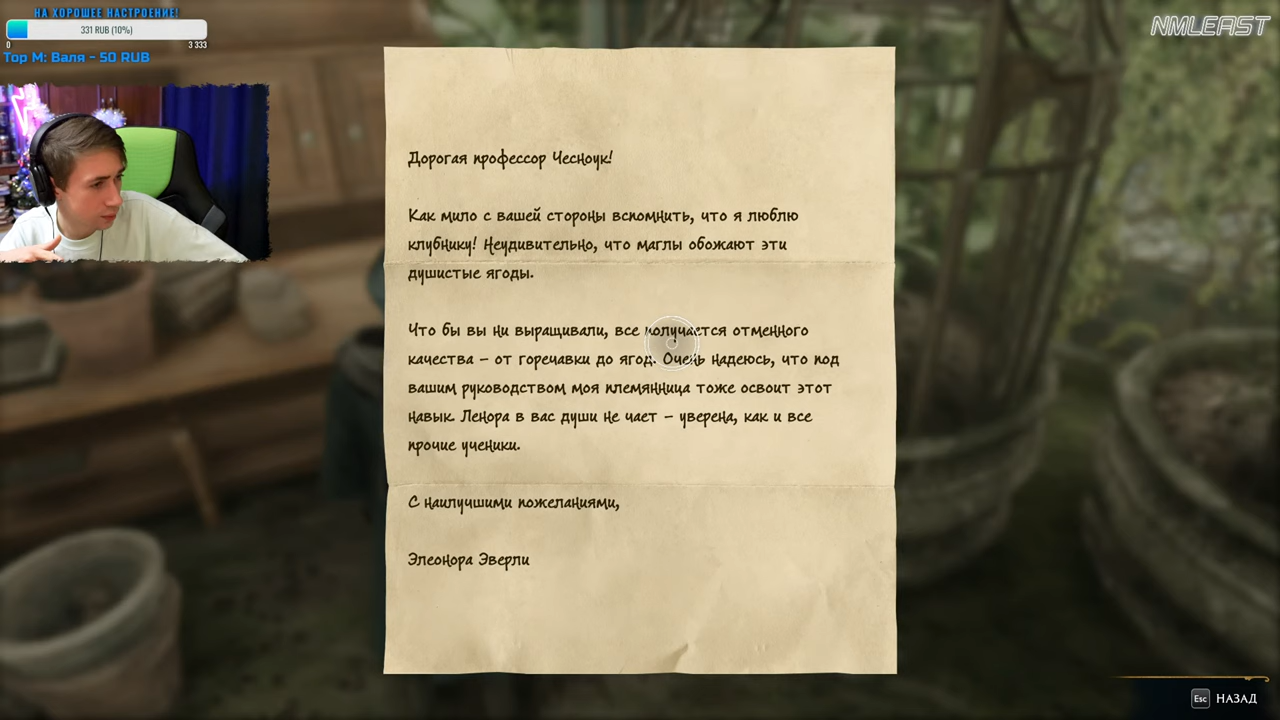 НА ХОРОШЕЕ НАСТРОЕНИЕ!
331 RUB (10%)
0 3 333
Top M: Валя - 50 RUB
NMLEAST
Дорогая профессор Чесноук!
Как мило с вашей стороны вспомнить, что я люблю
клубнику! Неудивительно, что маглы обожают эти
душистые ягоды.
Что бы вы ни выращивали, все получается отменного
качества – от горечавки до ягод. Очень надеюсь, что под
вашим руководством моя племянница тоже освоит этот
навык. Ленора в вас души не чает – уверена, как и все
прочие ученики.
С наилучшими пожеланиями,
Элеонора Эверли
Esc НАЗАД